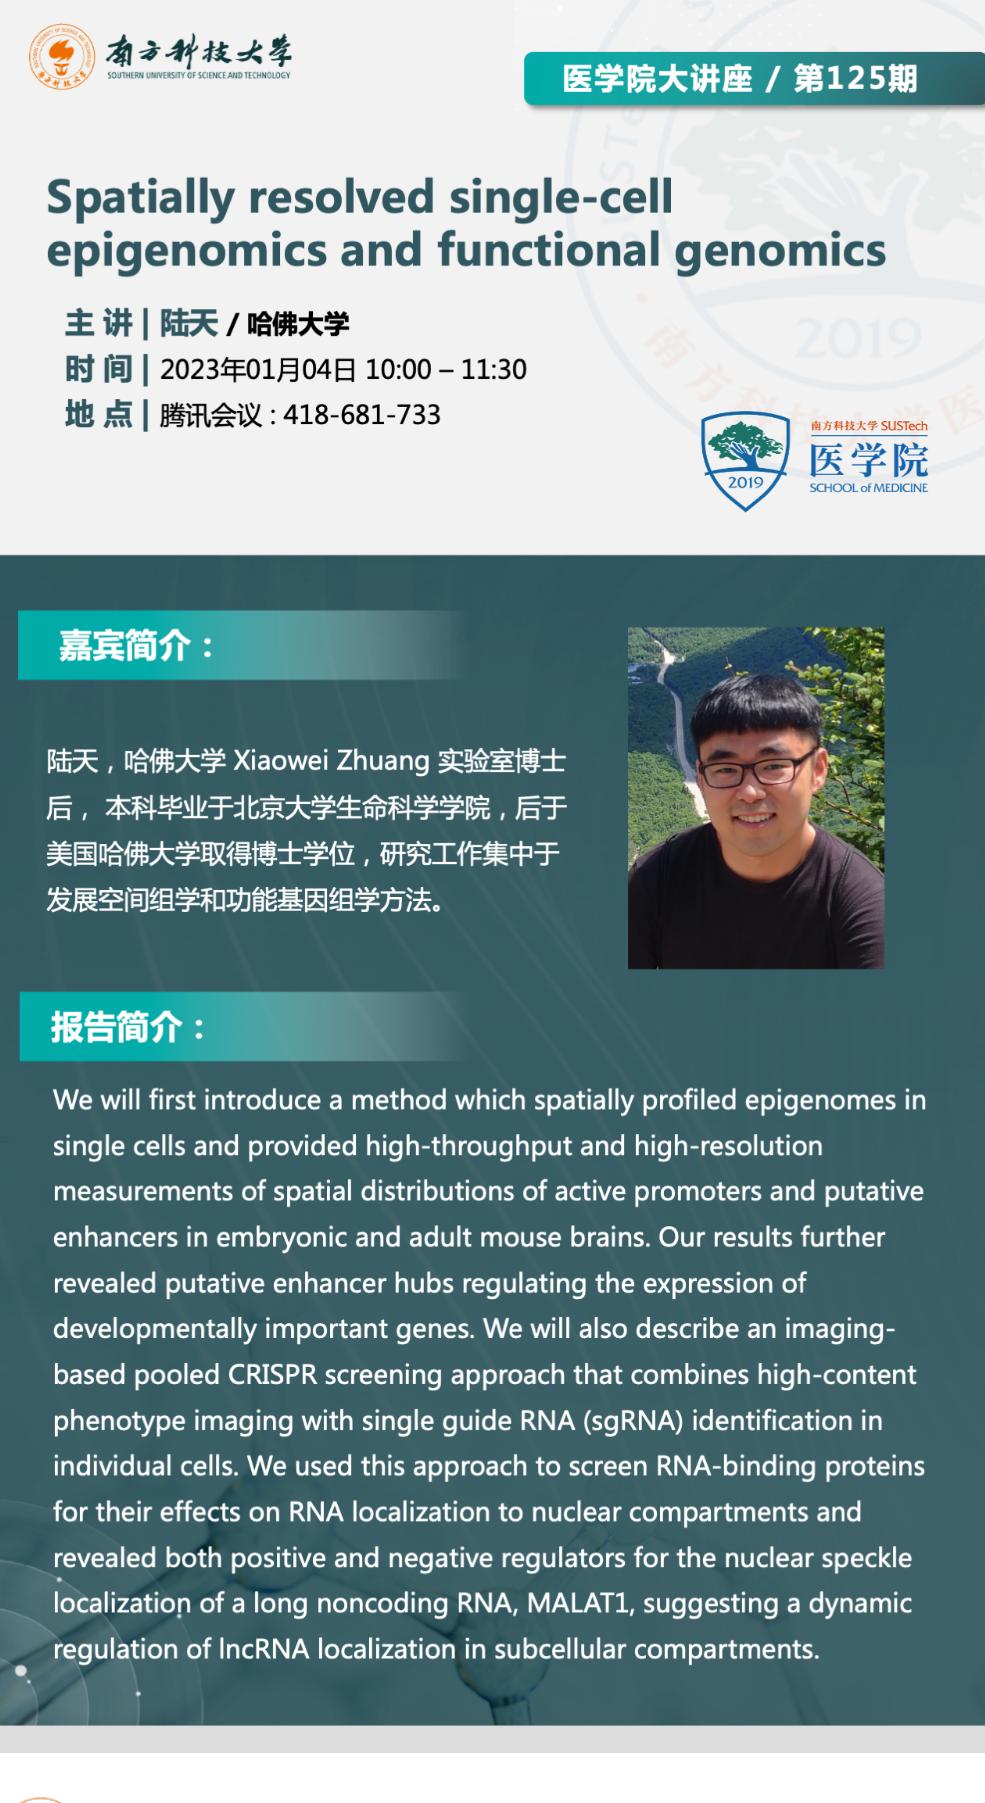 南方科技大学
SOUTHERN UNIVERSITY OF SCIENCE AND TECHNOLOGY
医学院大讲座 / 第125期
Spatially resolved single-cell
epigenomics and functional genomics
主 讲 | 陆天 / 哈佛大学
时 间 | 2023年01月04日 10:00 – 11:30
地 点 | 腾讯会议：418-681-733
2019
南方科技大学 SUSTech
医学院
SCHOOL of MEDICINE
2019
嘉宾简介：
陆天，哈佛大学 Xiaowei Zhuang 实验室博士
后， 本科毕业于北京大学生命科学学院，后于
美国哈佛大学取得博士学位，研究工作集中于
发展空间组学和功能基因组学方法。
报告简介：
We will first introduce a method which spatially profiled epigenomes in
single cells and provided high-throughput and high-resolution
measurements of spatial distributions of active promoters and putative
enhancers in embryonic and adult mouse brains. Our results further
revealed putative enhancer hubs regulating the expression of
developmentally important genes. We will also describe an imaging-
based pooled CRISPR screening approach that combines high-content
phenotype imaging with single guide RNA (sgRNA) identification in
individual cells. We used this approach to screen RNA-binding proteins
for their effects on RNA localization to nuclear compartments and
revealed both positive and negative regulators for the nuclear speckle
localization of a long noncoding RNA, MALAT1, suggesting a dynamic
regulation of lncRNA localization in subcellular compartments.